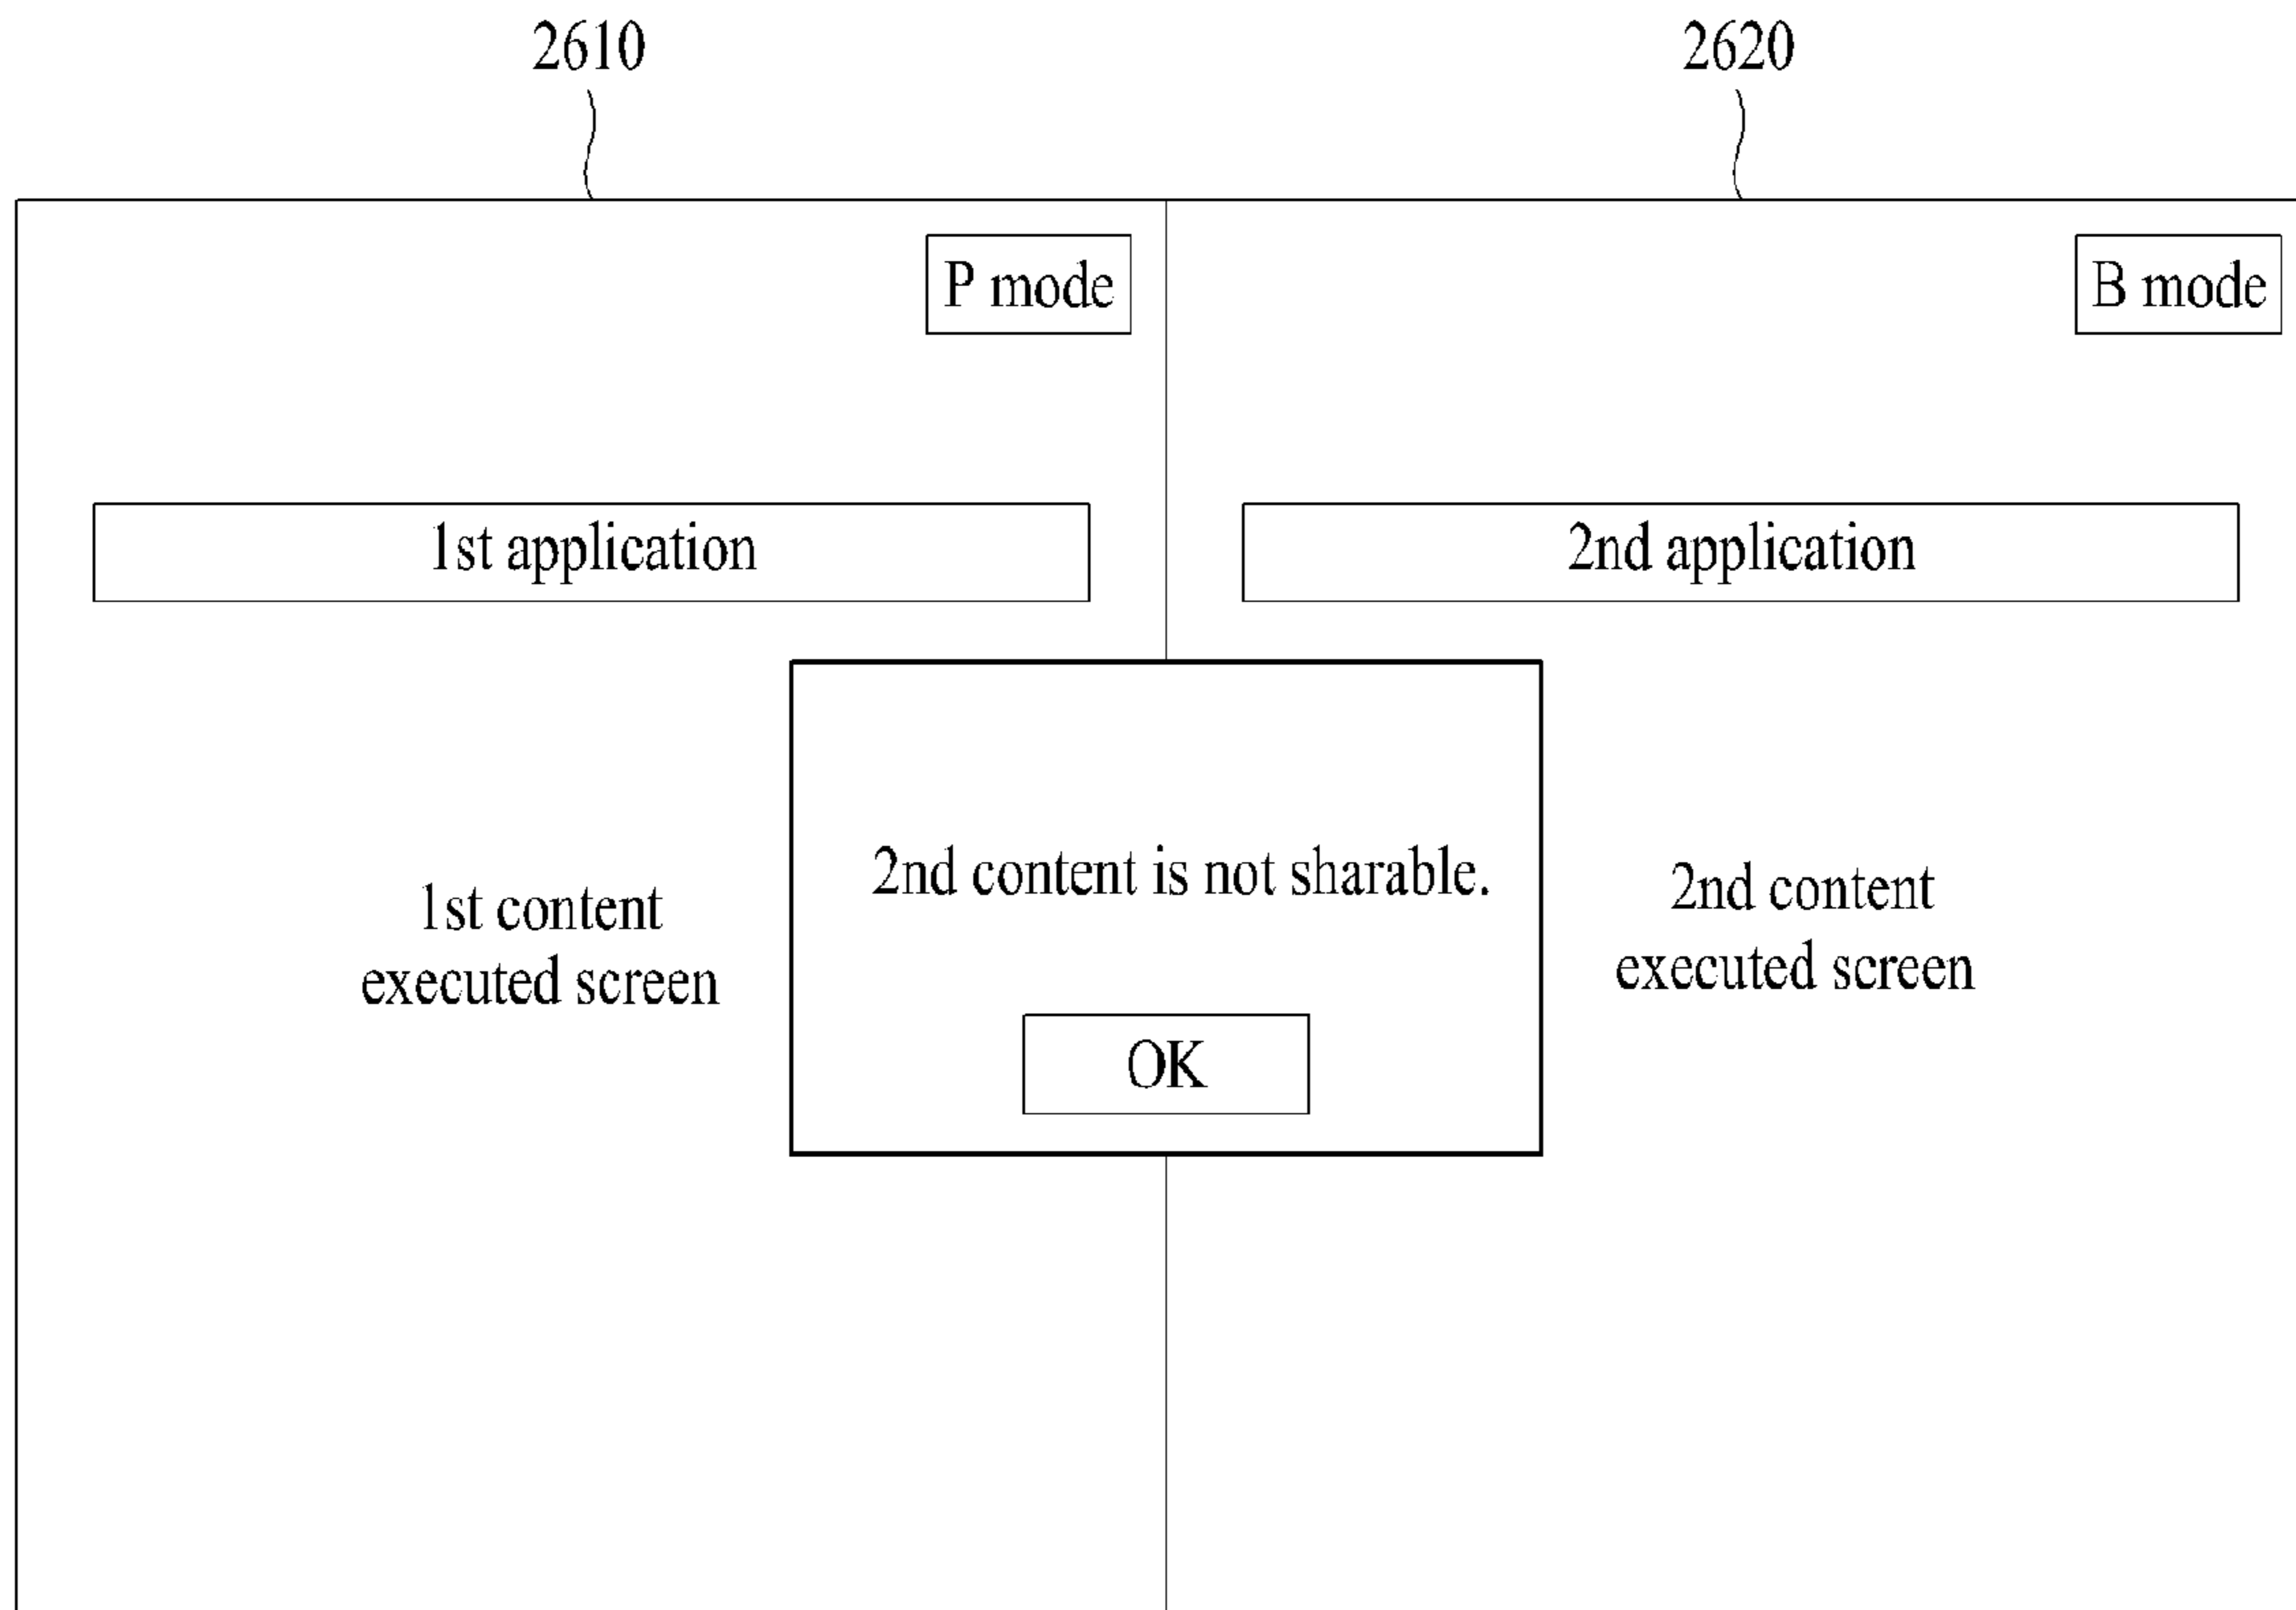 2610
2620
P mode
B mode
1st application
2nd application
1st content
executed screen
2nd content is not sharable.
OK
2nd content
executed screen